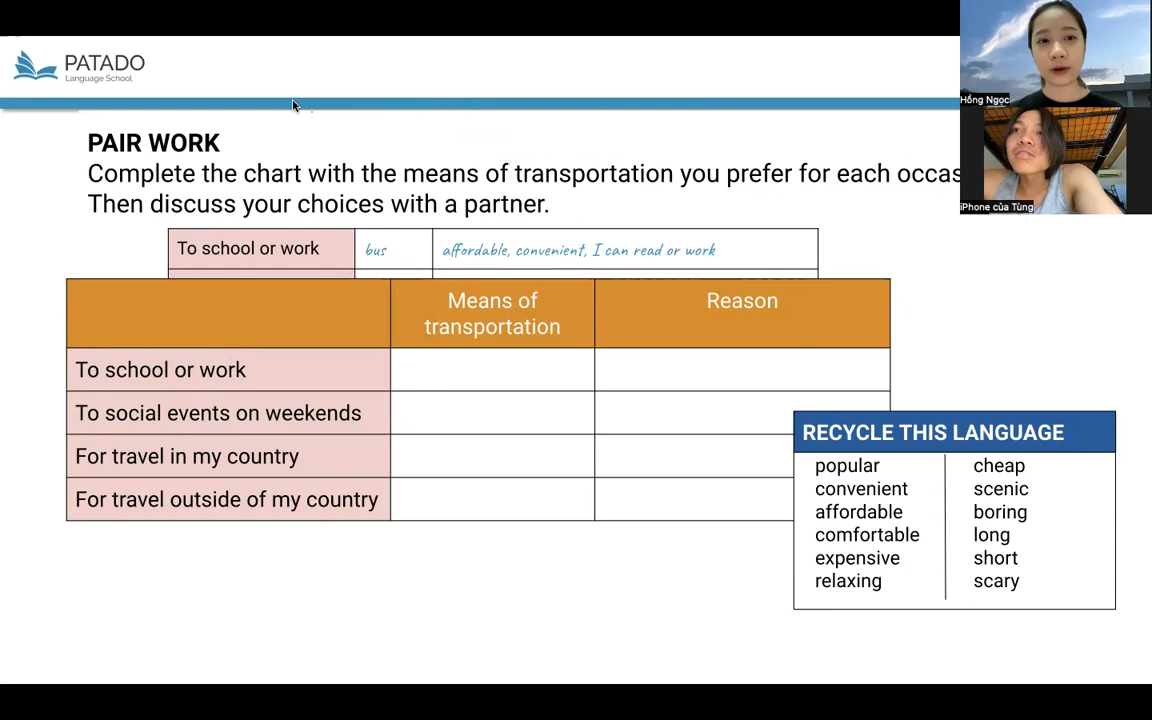 PATADO
Language School
PAIR WORK
Complete the chart with the means of transportation you prefer for each occas
Then discuss your choices with a partner.
To school or work bus affordable, convenient, I can read or work
Means of transportation Reason
To school or work
To social events on weekends
For travel in my country
For travel outside of my country
RECYCLE THIS LANGUAGE
popular cheap
convenient scenic
affordable boring
comfortable long
expensive short
relaxing scary
Hồng Ngọc
iPhone của Tùng